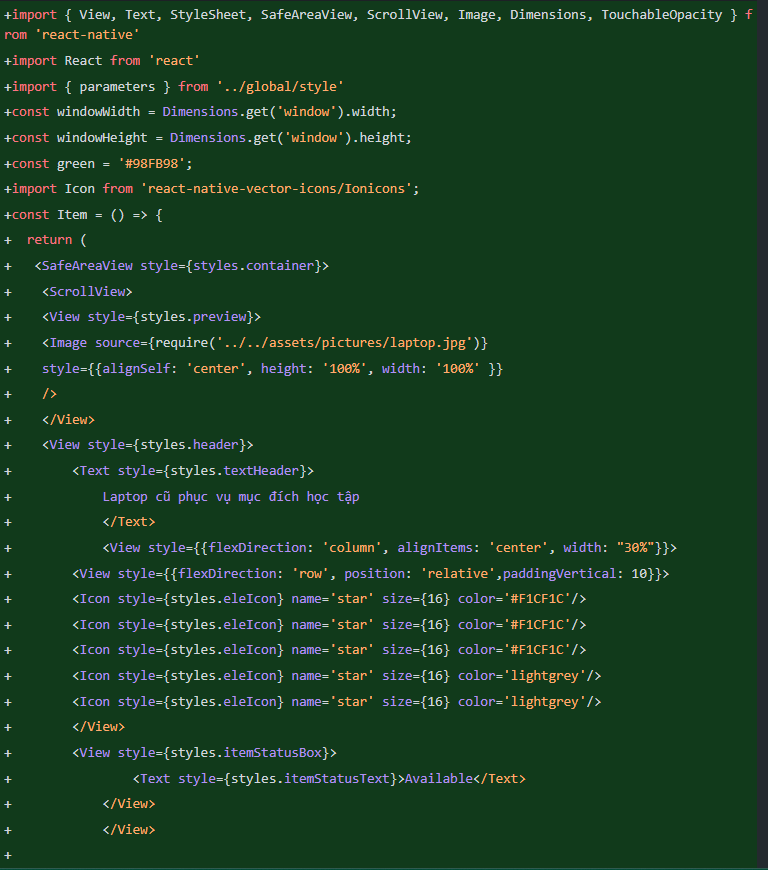 +import { View, Text, StyleSheet, SafeAreaView, ScrollView, Image, Dimensions, TouchableOpacity } f
rom 'react-native'
+import React from 'react'
+import { parameters } from '../global/style'
+const windowWidth = Dimensions.get('window').width;
+const windowHeight = Dimensions.get('window').height;
+const green = '#98FB98';
+import Icon from 'react-native-vector-icons/Ionicons';
+const Item = () => {
+  return (
+   <SafeAreaView style={styles.container}>
+    <ScrollView>
+    <View style={styles.preview}>
+    <Image source={require('../../assets/pictures/laptop.jpg')}
+    style={{alignSelf: 'center', height: '100%', width: '100%' }}
+    />
+    </View>
+    <View style={styles.header}>
+        <Text style={styles.textHeader}>
+            Laptop cũ phục vụ mục đích học tập
+            </Text>
+            <View style={{flexDirection: 'column', alignItems: 'center', width: "30%"}}>
+        <View style={{flexDirection: 'row', position: 'relative',paddingVertical: 10}}>
+        <Icon style={styles.eleIcon} name='star' size={16} color='#F1CF1C'/>
+        <Icon style={styles.eleIcon} name='star' size={16} color='#F1CF1C'/>
+        <Icon style={styles.eleIcon} name='star' size={16} color='#F1CF1C'/>
+        <Icon style={styles.eleIcon} name='star' size={16} color='lightgrey'/>
+        <Icon style={styles.eleIcon} name='star' size={16} color='lightgrey'/>
+        </View>
+        <View style={styles.itemStatusBox}>
+                <Text style={styles.itemStatusText}>Available</Text>
+            </View>
+            </View>
+